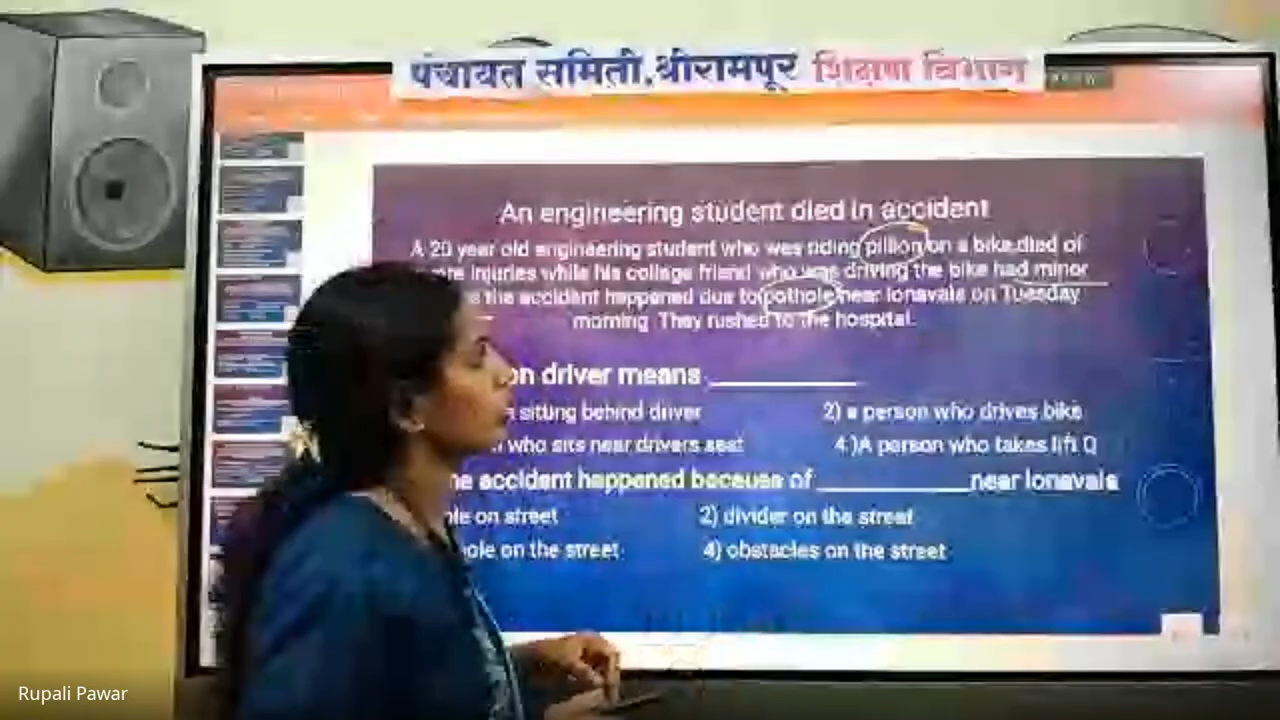 पंचायत समिती,श्रीरामपूर शिक्षण विभाग
An engineering student died in accident
A 20 year old engineering student who was riding pillion on a bike,died of
injuries while his college friend who was driving the bike had minor
the accident happened due to pothole near lonavala on Tuesday
morning They rushed to the hospital.
driver means __________
sitting behind driver 2) a person who drives bike
who sits near drivers seat 4.)A person who takes lift Q
accident happened because of __________ near lonavala
on street 2) divider on the street
on the street 4) obstacles on the street
Rupali Pawar